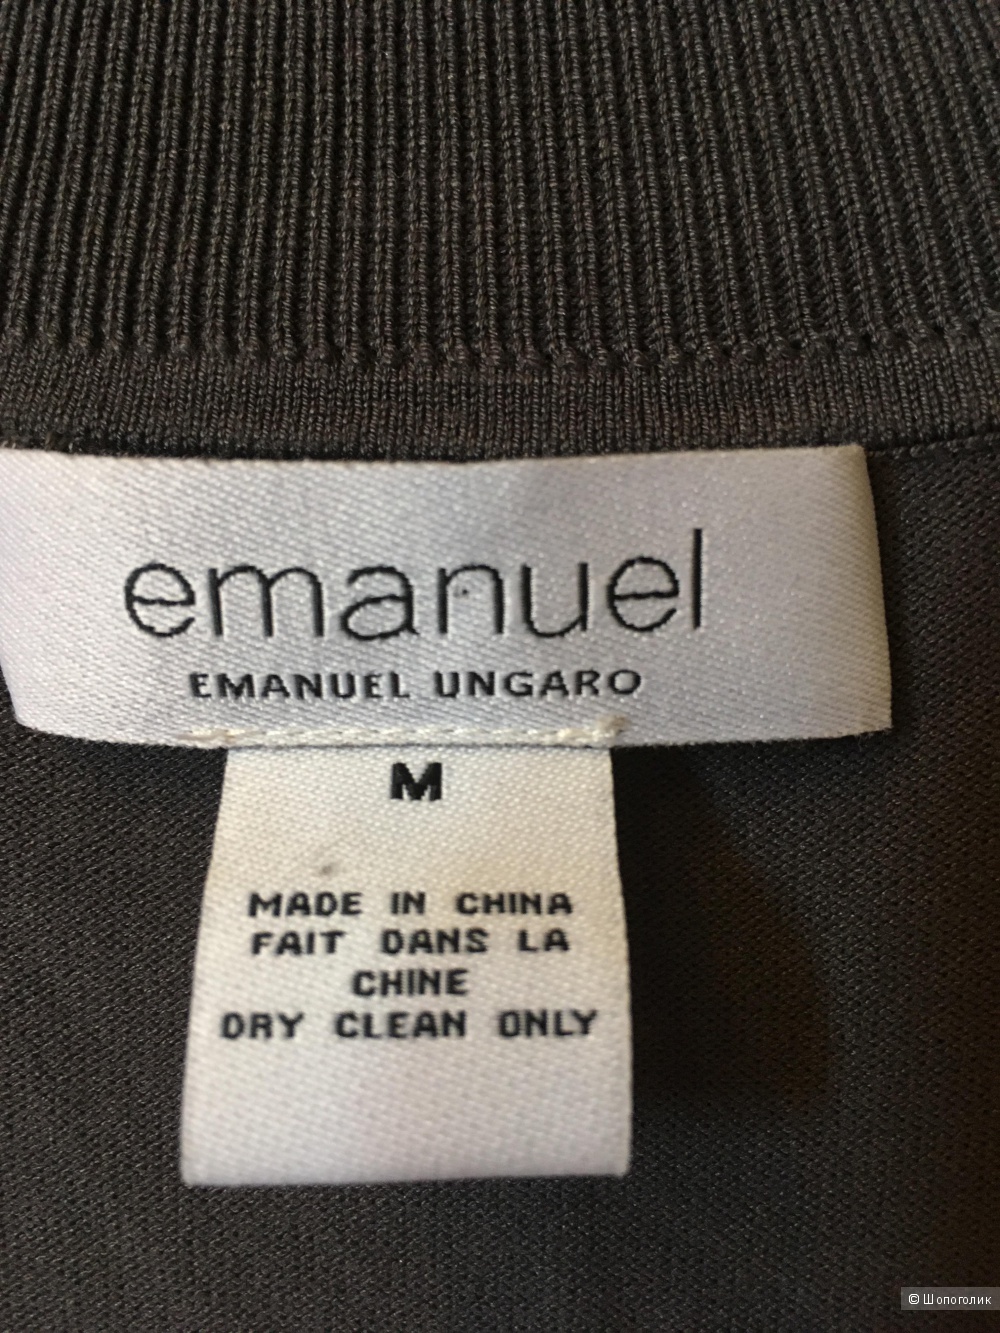 emanuel
EMANUEL UNGARO
M
MADE IN CHINA
FAIT DANS LA
CHINE
DRY CLEAN ONLY
© Шопоголик